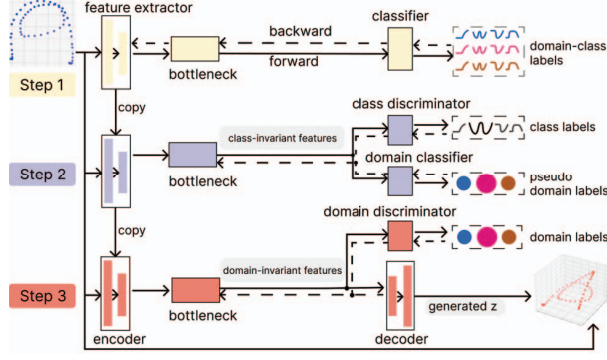 feature extractor
classifier
backward
domain-class
labels
forward
bottleneck
Step 1
copy
class discriminator
class-invariant features
class labels
Step 2
domain classifier
bottleneck
pseudo
domain labels
copy
domain discriminator
domain labels
domain-invariant features
Step 3
generated z
bottleneck
encoder
decoder